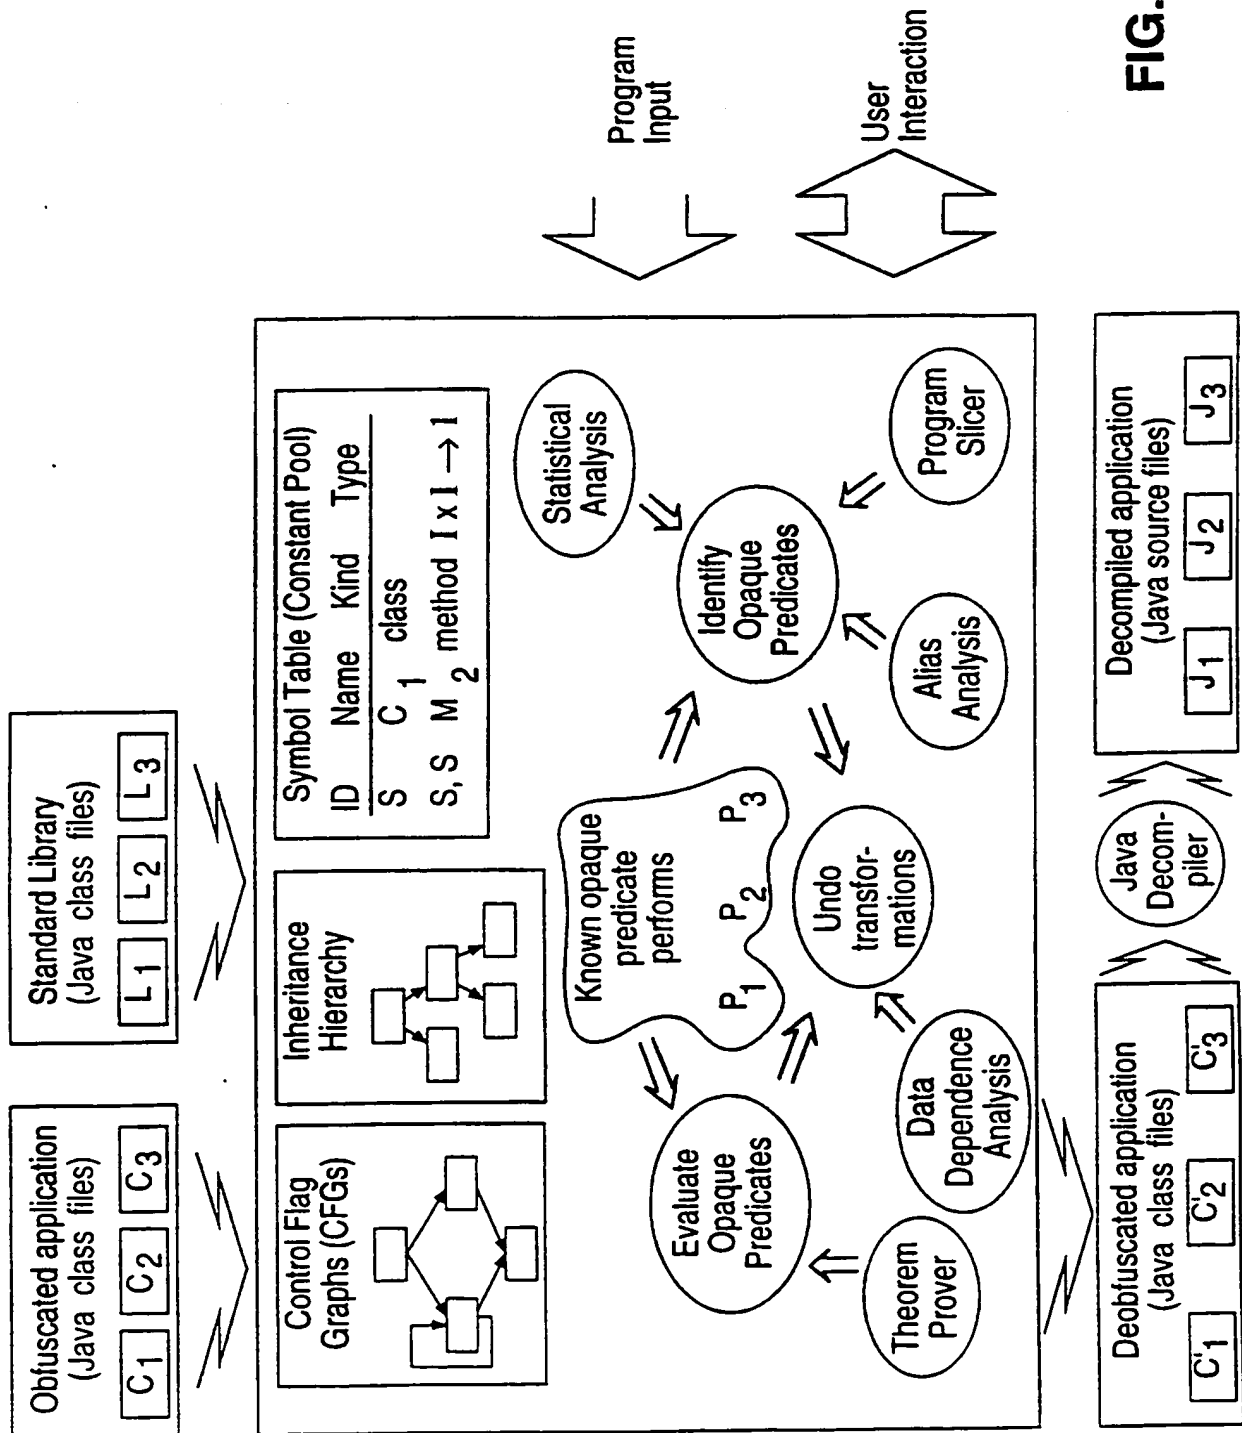 Obfuscated application
(Java class files)
C1 C2 C3
Standard Library
(Java class files)
L1 L2 L3
Control Flag
Graphs (CFGs)
Inheritance
Hierarchy
Symbol Table (Constant Pool)
ID Name Kind Type
S C1 class
S, S M2 method I x I → 1
Program
Input
User
Interaction
Known opaque
predicate
performs
P1 P2 P3
Statistical
Analysis
Evaluate
Opaque
Predicates
Identify
Opaque
Predicates
Undo
transfor-
mations
Theorem
Prover
Data
Dependence
Analysis
Alias
Analysis
Program
Slicer
Deobfuscated application
(Java class files)
C'1 C'2 C'3
Java
Decom-
piler
Decompiled application
(Java source files)
J1 J2 J3
FIG.